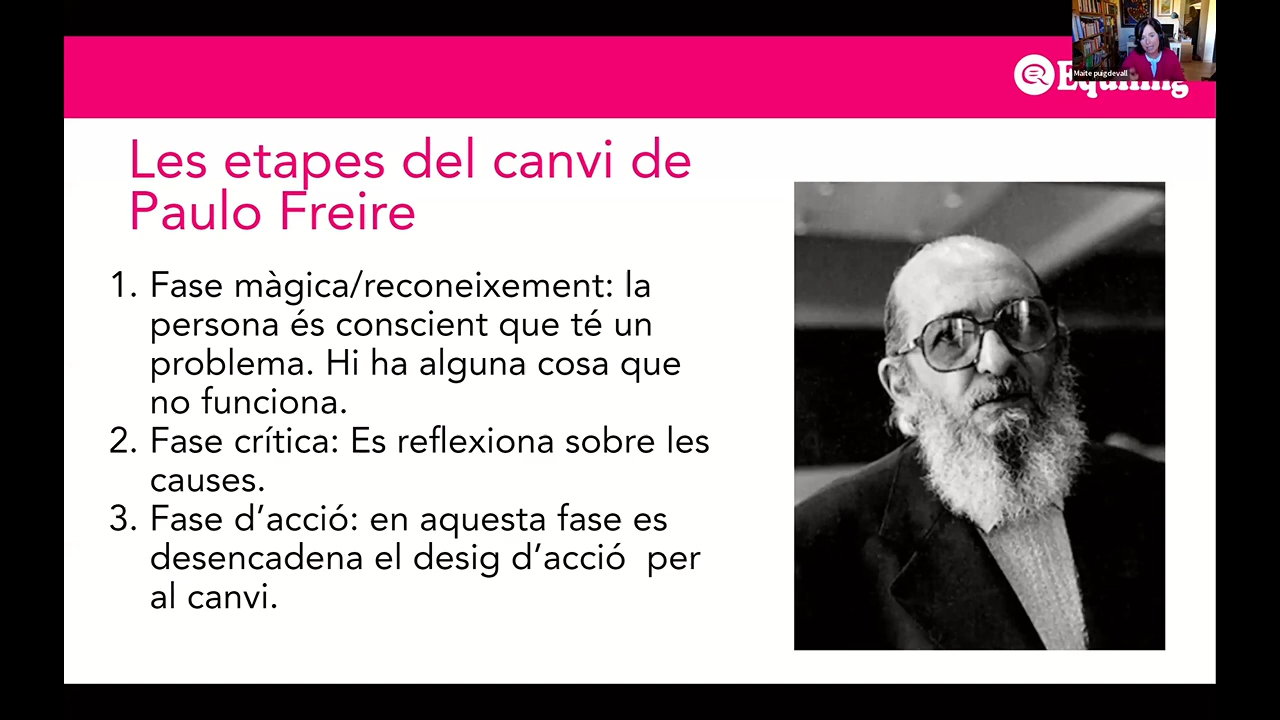 Maite puigdevall
Les etapes del canvi de
Paulo Freire
1. Fase màgica/reconeixement: la
persona és conscient que té un
problema. Hi ha alguna cosa que
no funciona.
2. Fase crítica: Es reflexiona sobre les
causes.
3. Fase d’acció: en aquesta fase es
desencadena el desig d’acció  per
al canvi.